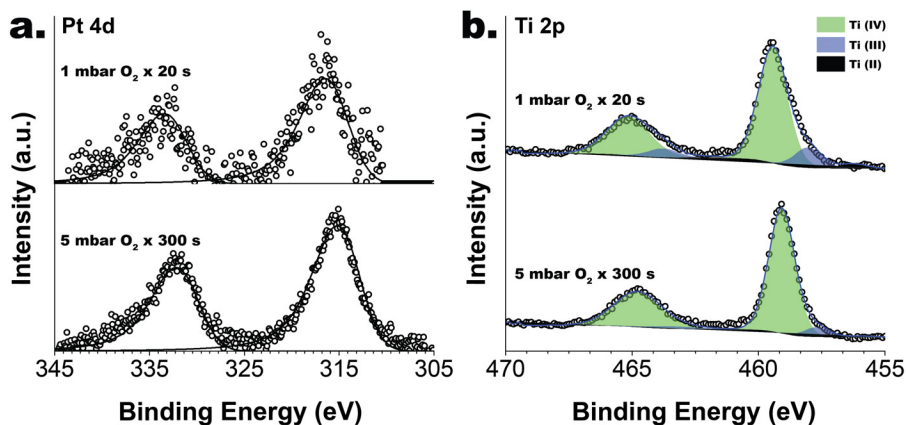 a. Pt 4d
1 mbar O₂ x 20 s
5 mbar O₂ x 300 s
Intensity (a.u.)
345 335 325 315 305
Binding Energy (eV)
b. Ti 2p
Ti (IV)
Ti (III)
Ti (II)
1 mbar O₂ x 20 s
5 mbar O₂ x 300 s
Intensity (a.u.)
470 465 460 455
Binding Energy (eV)